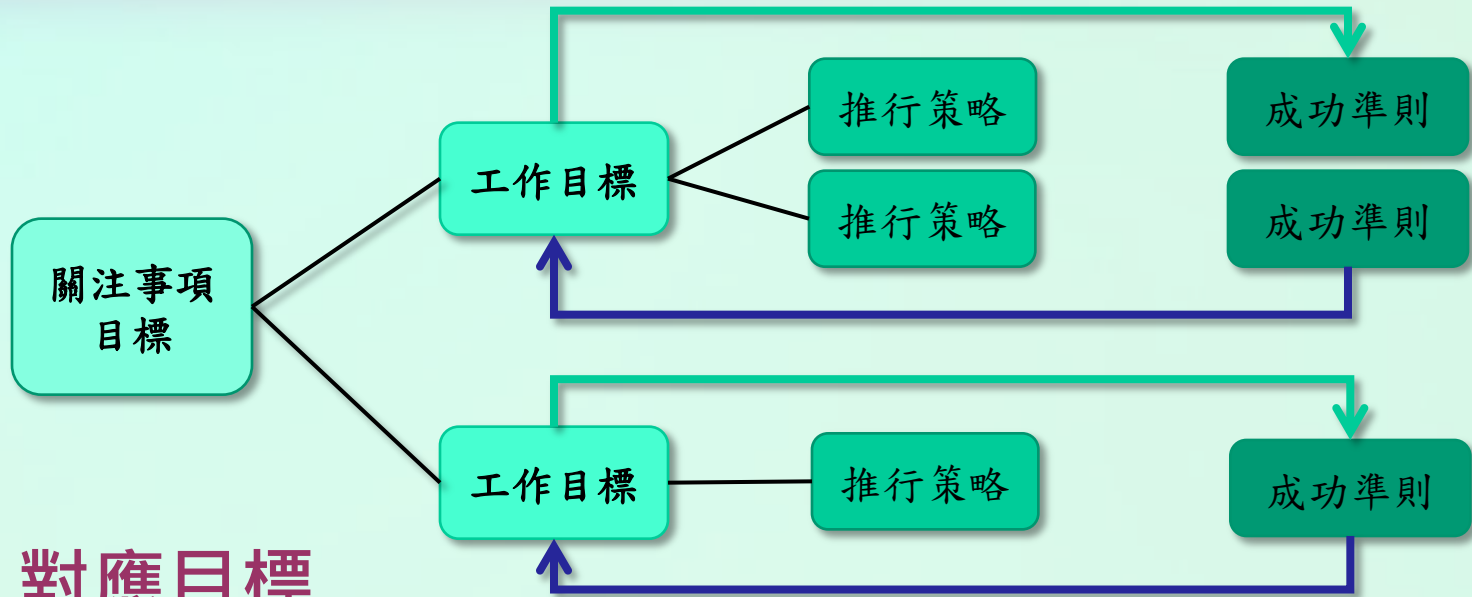 推行策略
成功準則
工作目標
推行策略
成功準則
關注事項
目標
工作目標
推行策略
成功準則
對應目標